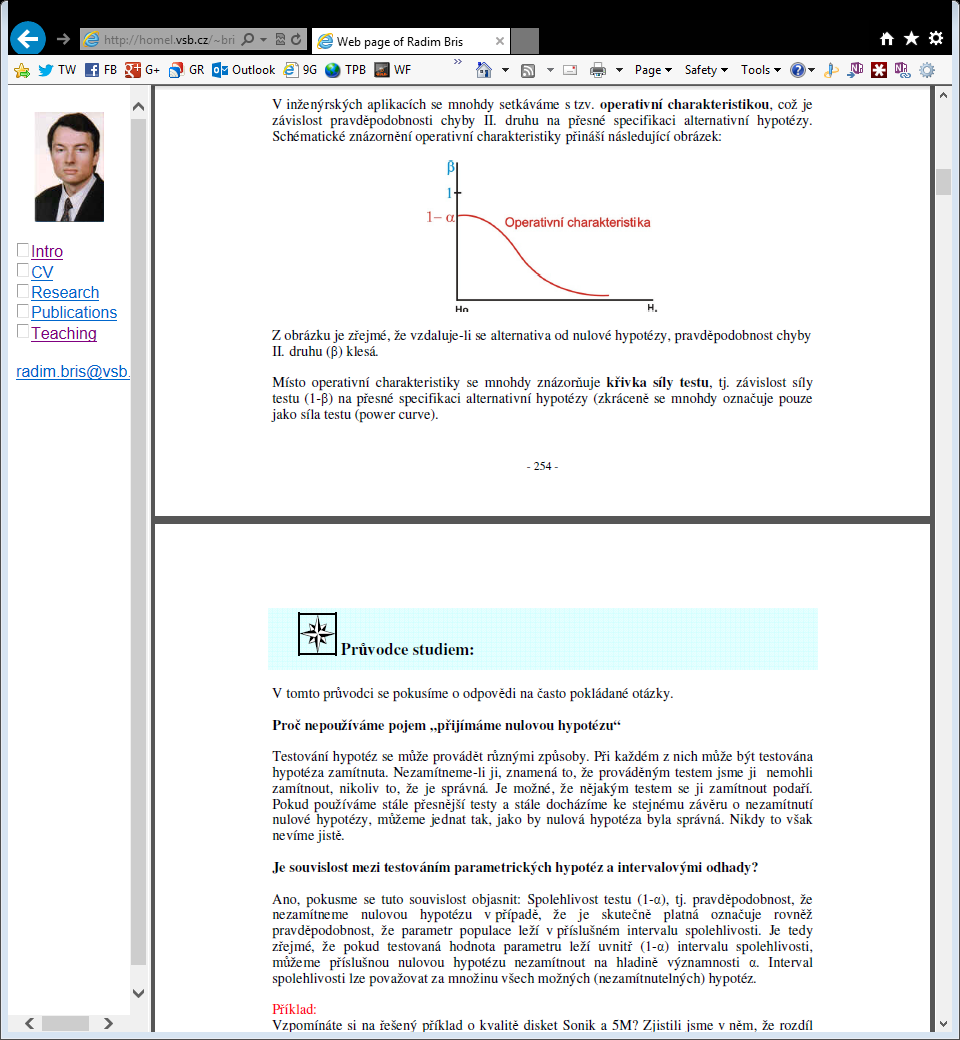 http://homel.vsb.cz/~bri
Web page of Radim Bris
TW FB G+ GR Outlook 9G TPB WF » Page Safety Tools
V inženýrských aplikacích se mnohdy setkáváme s tzv. operativní charakteristikou, což je
závislost pravděpodobnosti chyby II. druhu na přesné specifikaci alternativní hypotézy.
Schématické znázornění operativní charakteristiky přináší následující obrázek:
β
1
1– α
Operativní charakteristika
Z obrázku je zřejmé, že vzdaluje-li se alternativa od nulové hypotézy, pravděpodobnost chyby
II. druhu (β) klesá.
Místo operativní charakteristiky se mnohdy znázorňuje křivka síly testu, tj. závislost síly
testu (1-β) na přesné specifikaci alternativní hypotézy (zkráceně se mnohdy označuje pouze
jako síla testu (power curve).
- 254 -
Intro
CV
Research
Publications
Teaching
radim.bris@vsb.
Průvodce studiem:
V tomto průvodci se pokusíme o odpovědi na často pokládané otázky.
Proč nepoužíváme pojem „přijímáme nulovou hypotézu“
Testování hypotéz se může provádět různými způsoby. Při každém z nich může být testována
hypotéza zamítnuta. Nezamítneme-li ji, znamená to, že prováděným testem jsme ji nemohli
zamítnout, nikoliv to, že je správná. Je možné, že nějakým testem se ji zamítnout podaří.
Pokud používáme stále přesnější testy a stále docházíme ke stejnému závěru o nezamítnutí
nulové hypotézy, můžeme jednat tak, jako by nulová hypotéza byla správná. Nikdy to však
nevíme jistě.
Je souvislost mezi testováním parametrických hypotéz a intervalovými odhady?
Ano, pokusme se tuto souvislost objasnit: Spolehlivost testu (1-α), tj. pravděpodobnost, že
nezamítneme nulovou hypotézu v případě, že je skutečně platná označuje rovněž
pravděpodobnost, že parametr populace leží v příslušném intervalu spolehlivosti. Je tedy
zřejmé, že pokud testovaná hodnota parametru leží uvnitř (1-α) intervalu spolehlivosti,
můžeme příslušnou nulovou hypotézu nezamítnout na hladině významnosti α. Interval
spolehlivosti lze považovat za množinu všech možných (nezamítnutelných) hypotéz.
Příklad:
Vzpomínáte si na řešený příklad o kvalitě disket Sonik a 5M? Zjistili jsme v něm, že rozdíl